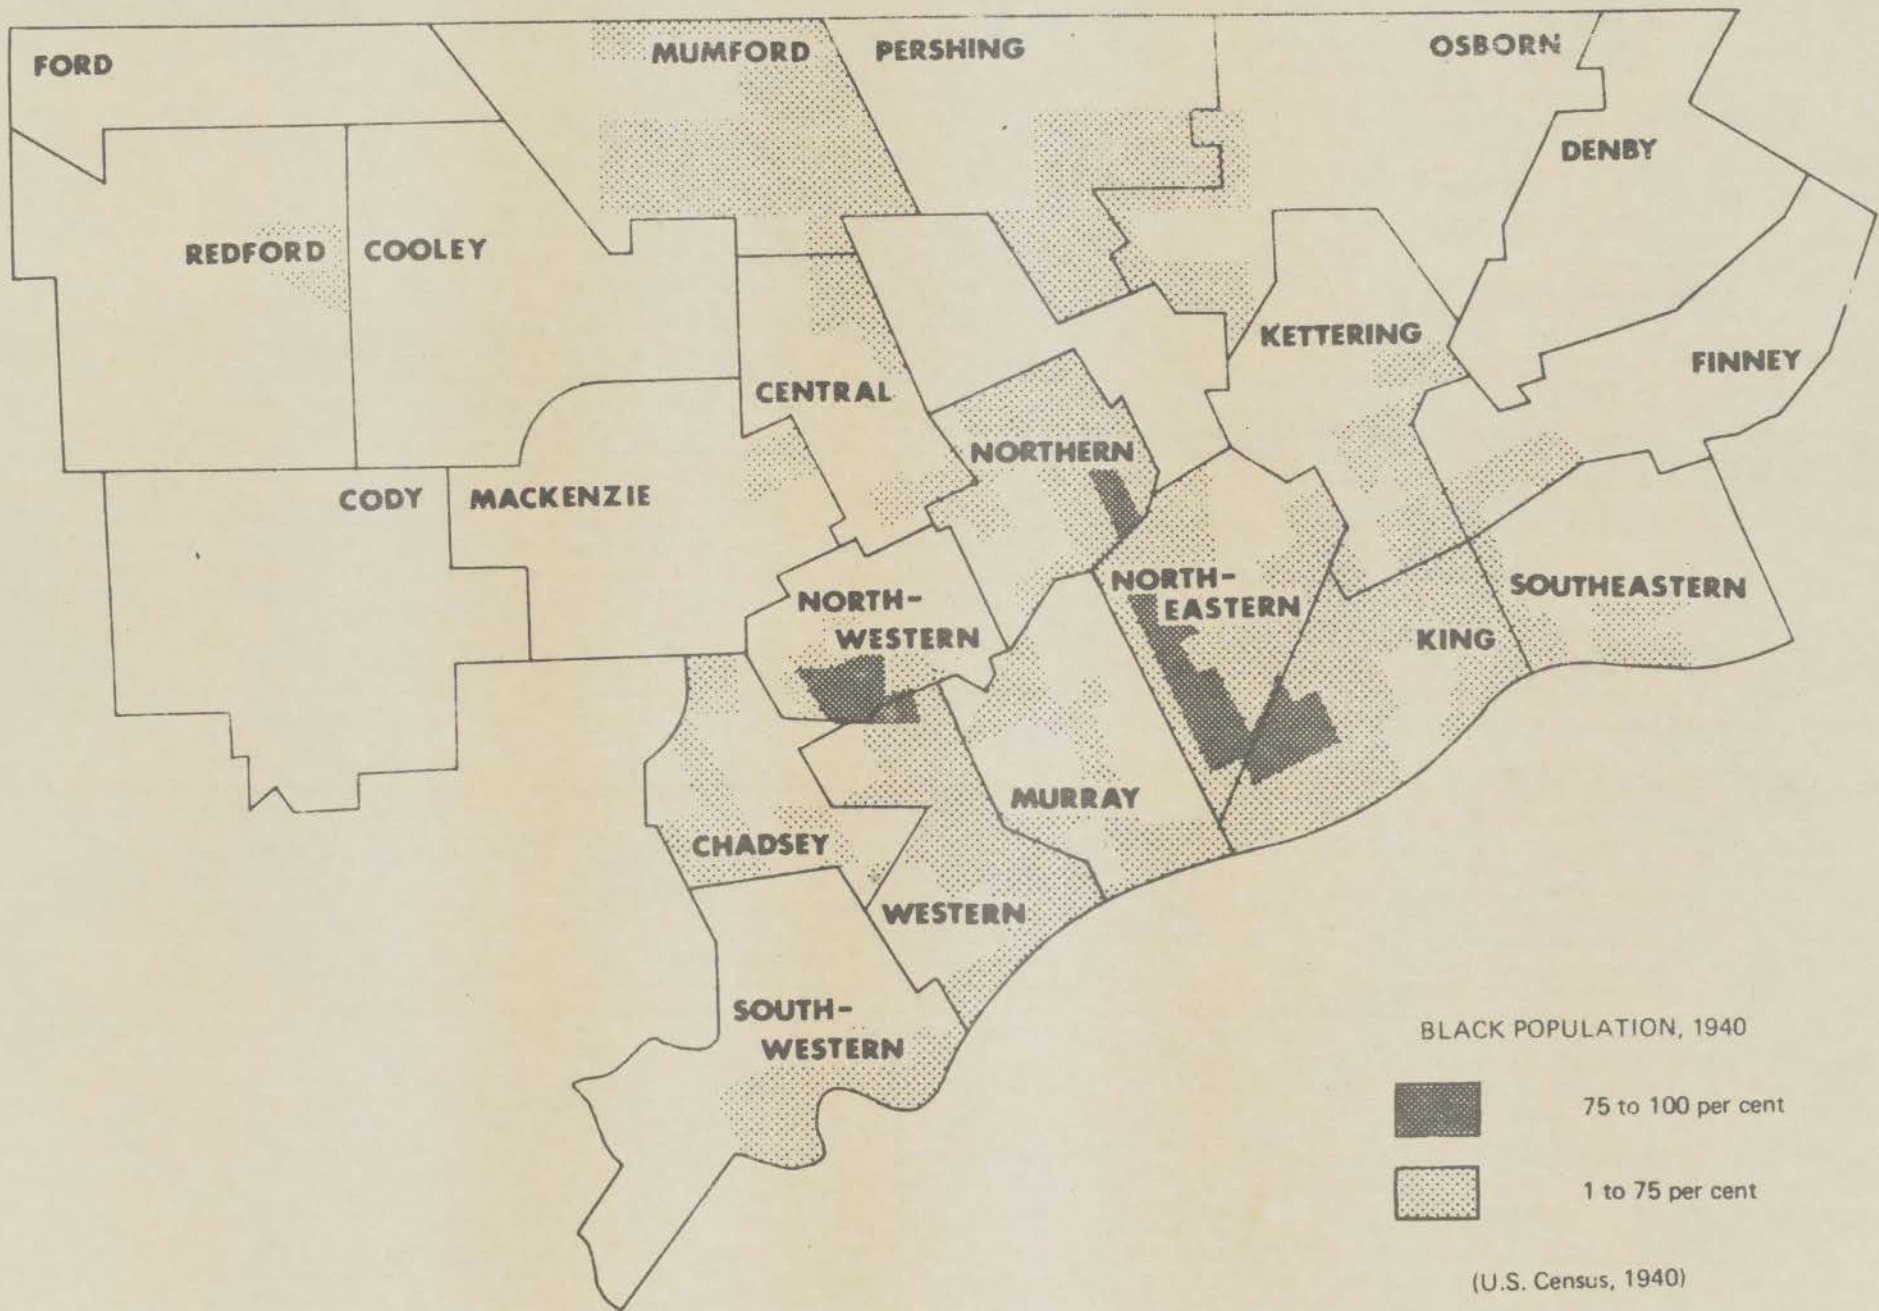 FORD
MUMFORD
PERSHING
OSBORN
DENBY
REDFORD
COOLEY
KETTERING
FINNEY
CENTRAL
NORTHERN
CODY
MACKENZIE
NORTH-
WESTERN
NORTH-
EASTERN
SOUTHEASTERN
KING
MURRAY
CHADSEY
WESTERN
SOUTH-
WESTERN
BLACK POPULATION, 1940
75 to 100 per cent
1 to 75 per cent
(U.S. Census, 1940)